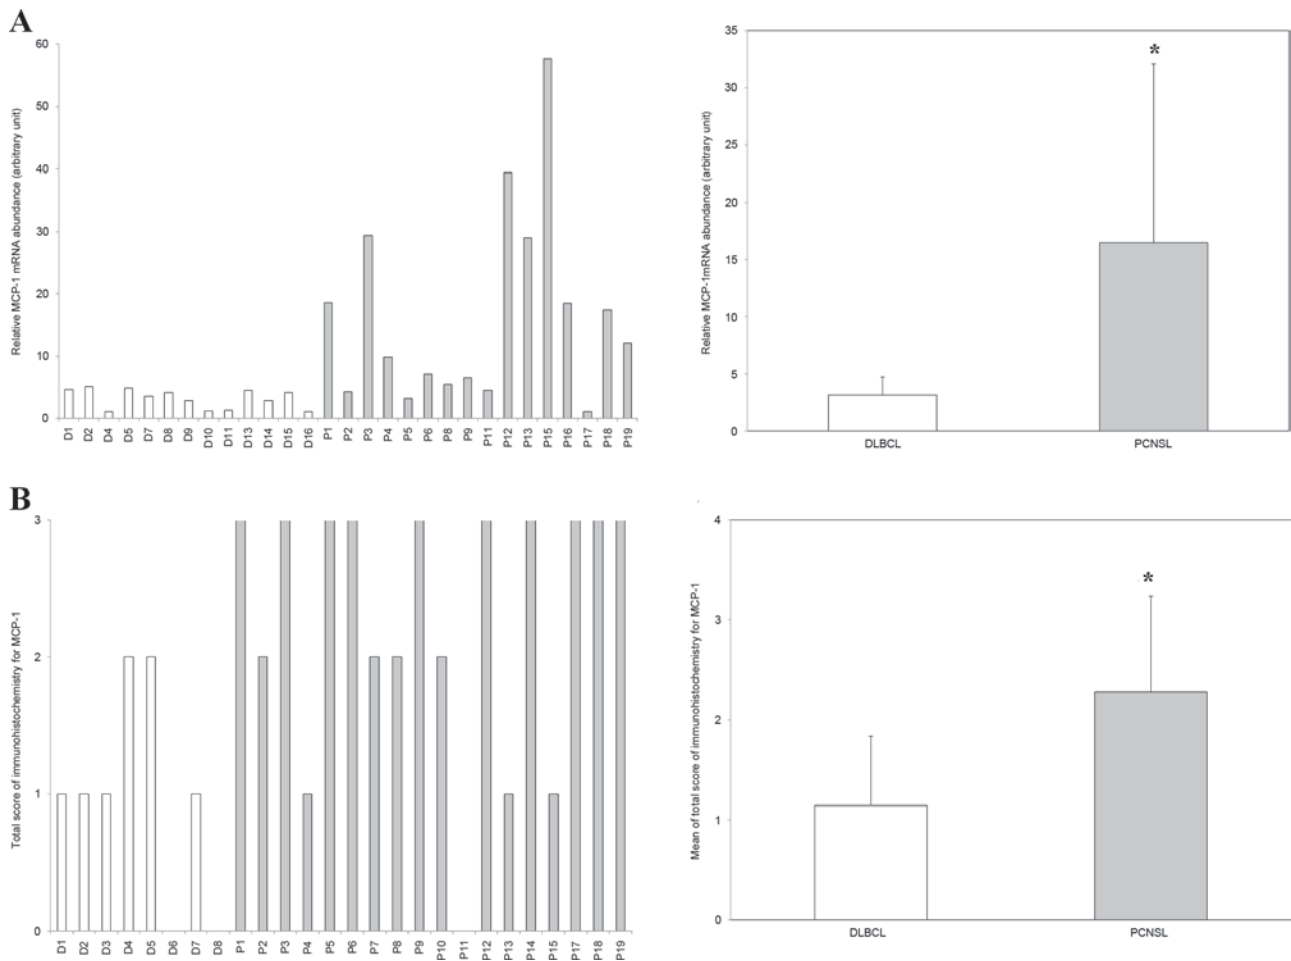 A
Relative MCP-1 mRNA abundance (arbitrary unit)
60
50
40
30
20
10
0
D1 D2 D4 D5 D7 D8 D9 D10 D11 D13 D14 D15 D16 P1 P2 P3 P4 P5 P6 P8 P9 P11 P12 P13 P15 P16 P17 P18 P19
Relative MCP-1mRNA abundance (arbitrary unit)
35
30
25
20
15
10
5
0
*
DLBCL PCNSL
B
Total score of immunohistochemistry for MCP-1
3
2
1
0
D1 D2 D3 D4 D5 D6 D7 D8 P1 P2 P3 P4 P5 P6 P7 P8 P9 P10 P11 P12 P13 P14 P15 P17 P18 P19
Mean of total score of immunohistochemistry for MCP-1
4
3
2
1
0
*
DLBCL PCNSL